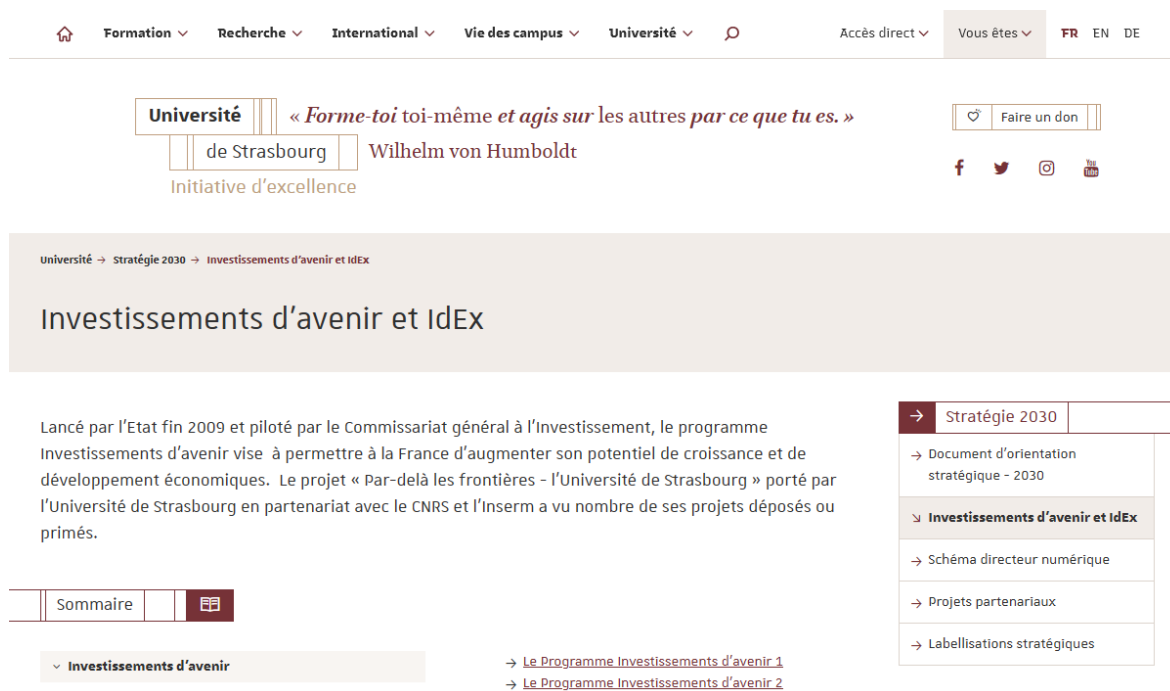 Formation Recherche International Vie des campus Université Accès direct Vous êtes FR EN DE
Université « Forme-toi toi-même et agis sur les autres par ce que tu es. »
de Strasbourg Wilhelm von Humboldt
Initiative d'excellence
Faire un don
You
Tube
Université → Stratégie 2030 → Investissements d'avenir et IdEx
Investissements d'avenir et IdEx
Lancé par l'Etat fin 2009 et piloté par le Commissariat général à l'Investissement, le programme
Investissements d'avenir vise à permettre à la France d'augmenter son potentiel de croissance et de
développement économiques. Le projet « Par-delà les frontières - l'Université de Strasbourg » porté par
l'Université de Strasbourg en partenariat avec le CNRS et l'Inserm a vu nombre de ses projets déposés ou
primés.
Sommaire
Investissements d'avenir
→ Le Programme Investissements d'avenir 1
→ Le Programme Investissements d'avenir 2
→ Stratégie 2030
→ Document d'orientation
stratégique - 2030
↘ Investissements d'avenir et IdEx
→ Schéma directeur numérique
→ Projets partenariaux
→ Labellisations stratégiques